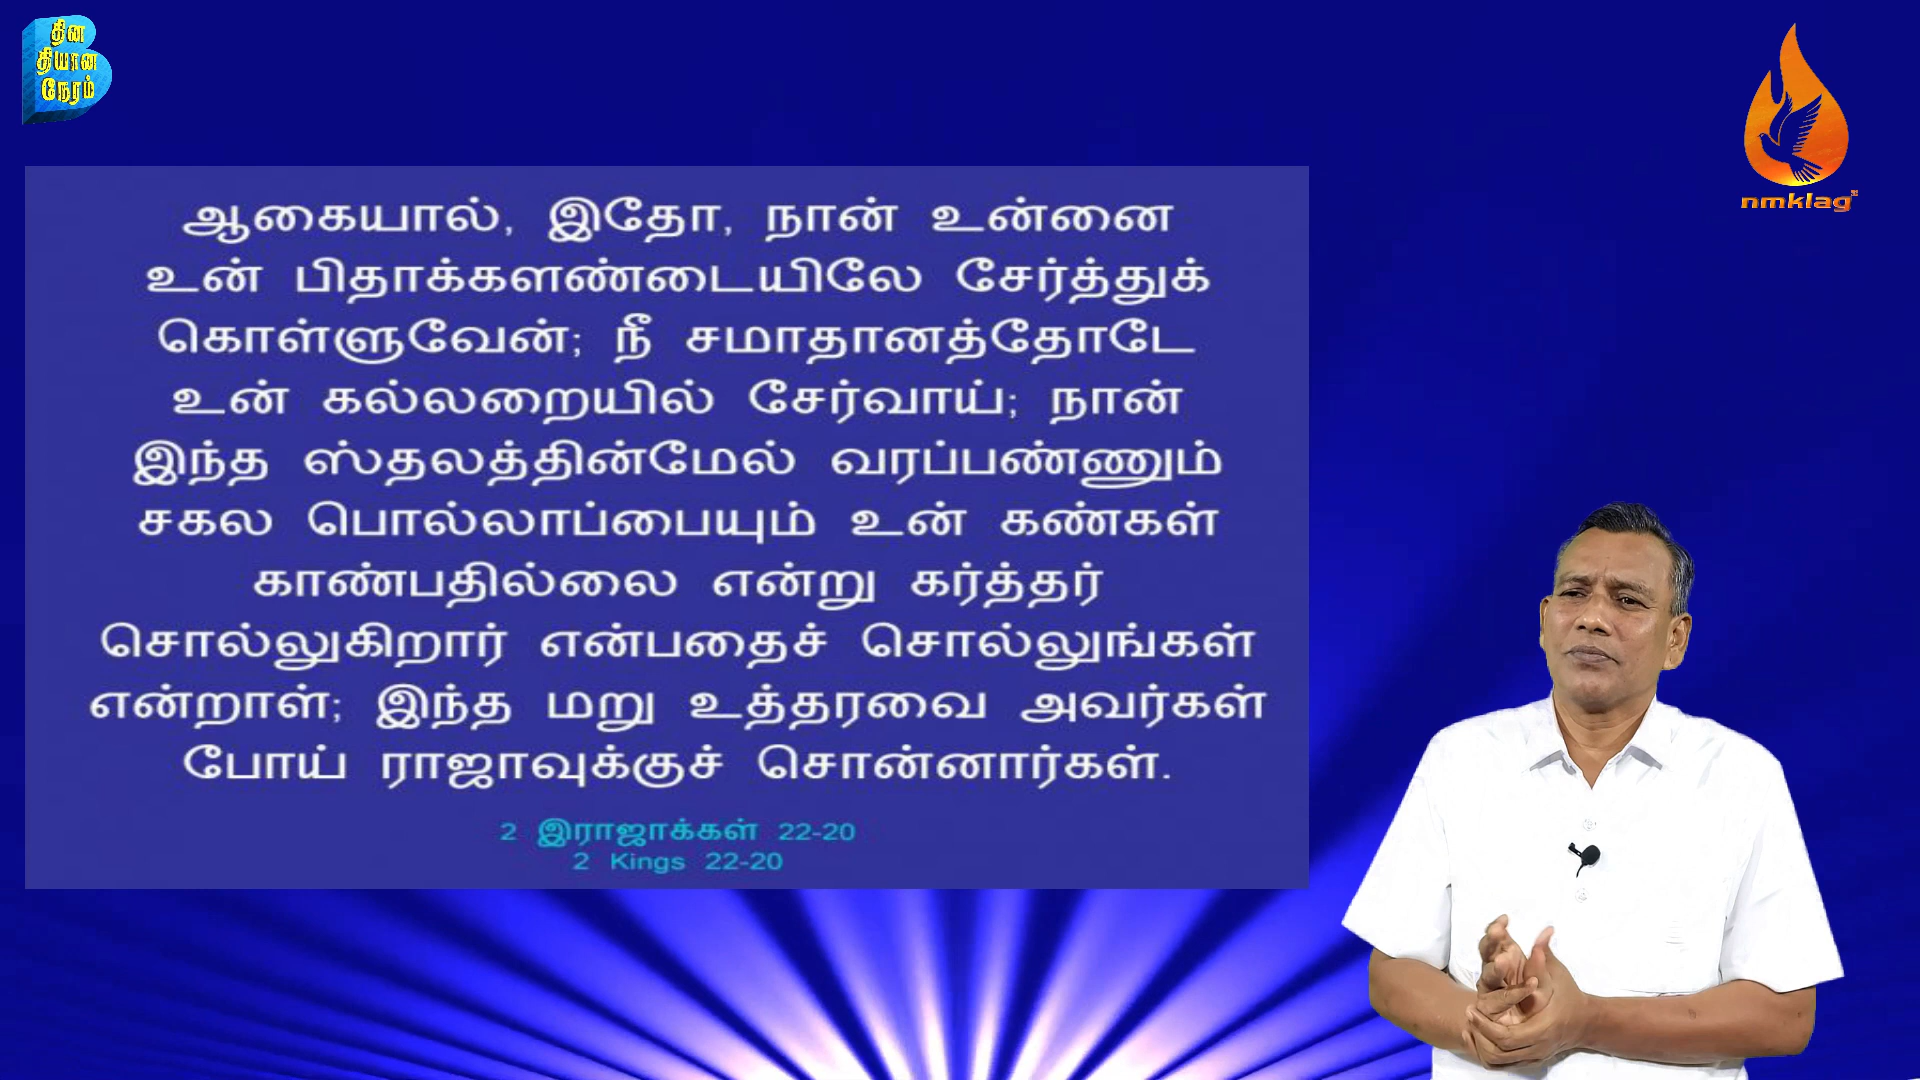 தின
தியான
நேரம்
nmklag
ஆகையால், இதோ, நான் உன்னை
உன் பிதாக்களண்டையிலே சேர்த்துக்
கொள்ளுவேன்; நீ சமாதானத்தோடே
உன் கல்லறையில் சேர்வாய்; நான்
இந்த ஸ்தலத்தின்மேல் வரப்பண்ணும்
சகல பொல்லாப்பையும் உன் கண்கள்
காண்பதில்லை என்று கர்த்தர்
சொல்லுகிறார் என்பதைச் சொல்லுங்கள்
என்றாள்; இந்த மறு உத்தரவை அவர்கள்
போய் ராஜாவுக்குச் சொன்னார்கள்.
2 இராஜாக்கள் 22-20
2 Kings 22-20